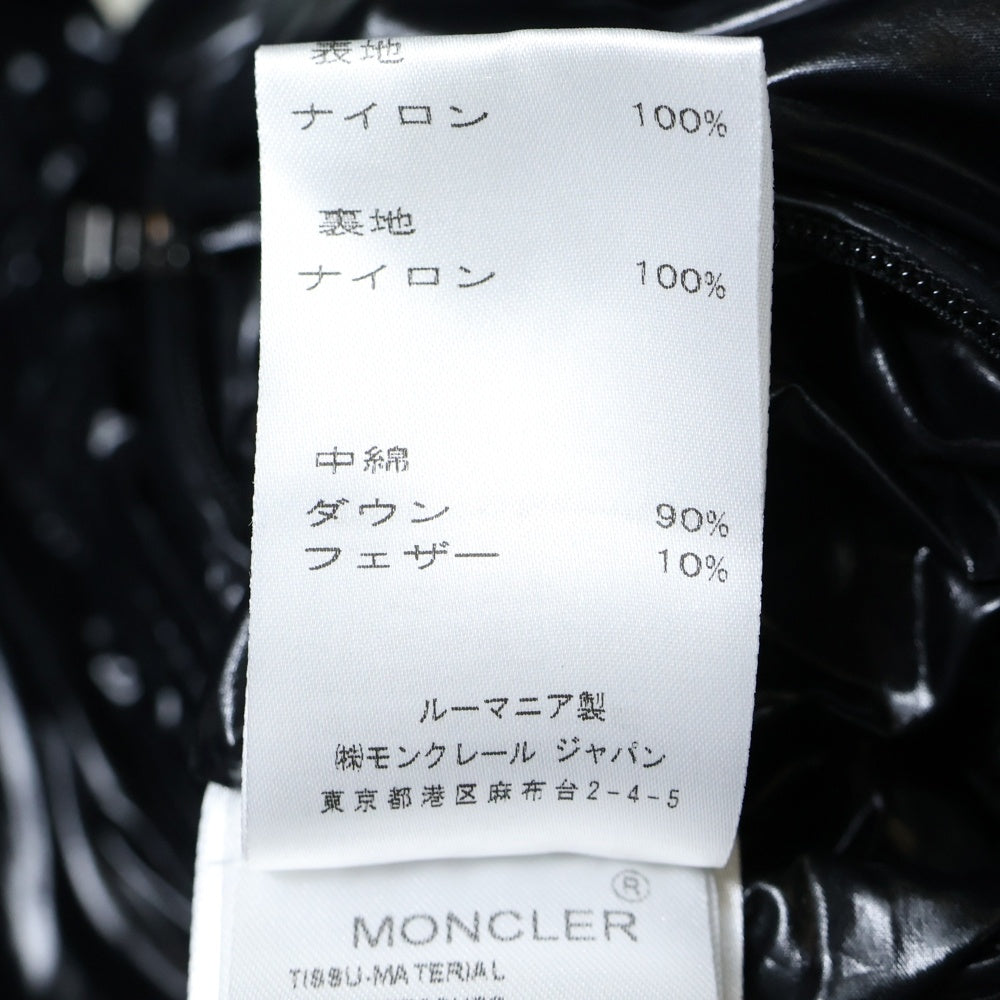 表地
ナイロン 100%
裏地
ナイロン 100%
中綿
ダウン 90%
フェザー 10%
ルーマニア製
㈱モンクレール ジャパン
東京都港区麻布台2-4-5
®
MONCLER
TISSU-MATERIAL